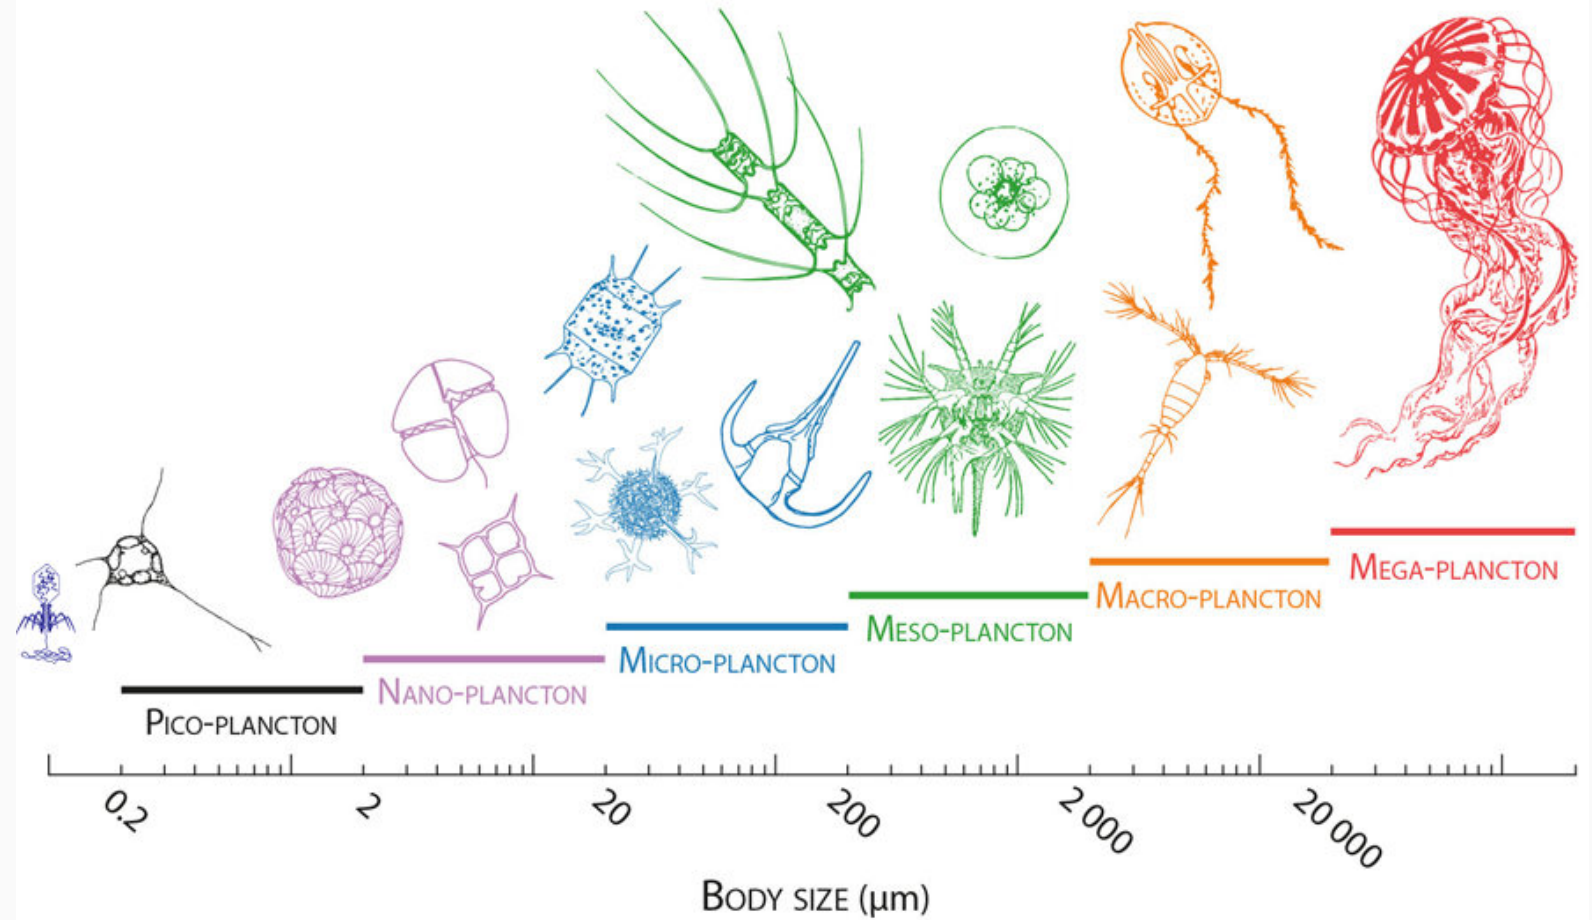 MEGA-PLANCTON
MACRO-PLANCTON
MESO-PLANCTON
MICRO-PLANCTON
NANO-PLANCTON
PICO-PLANCTON
0.2
2
20
200
2 000
20 000
BODY SIZE (µm)